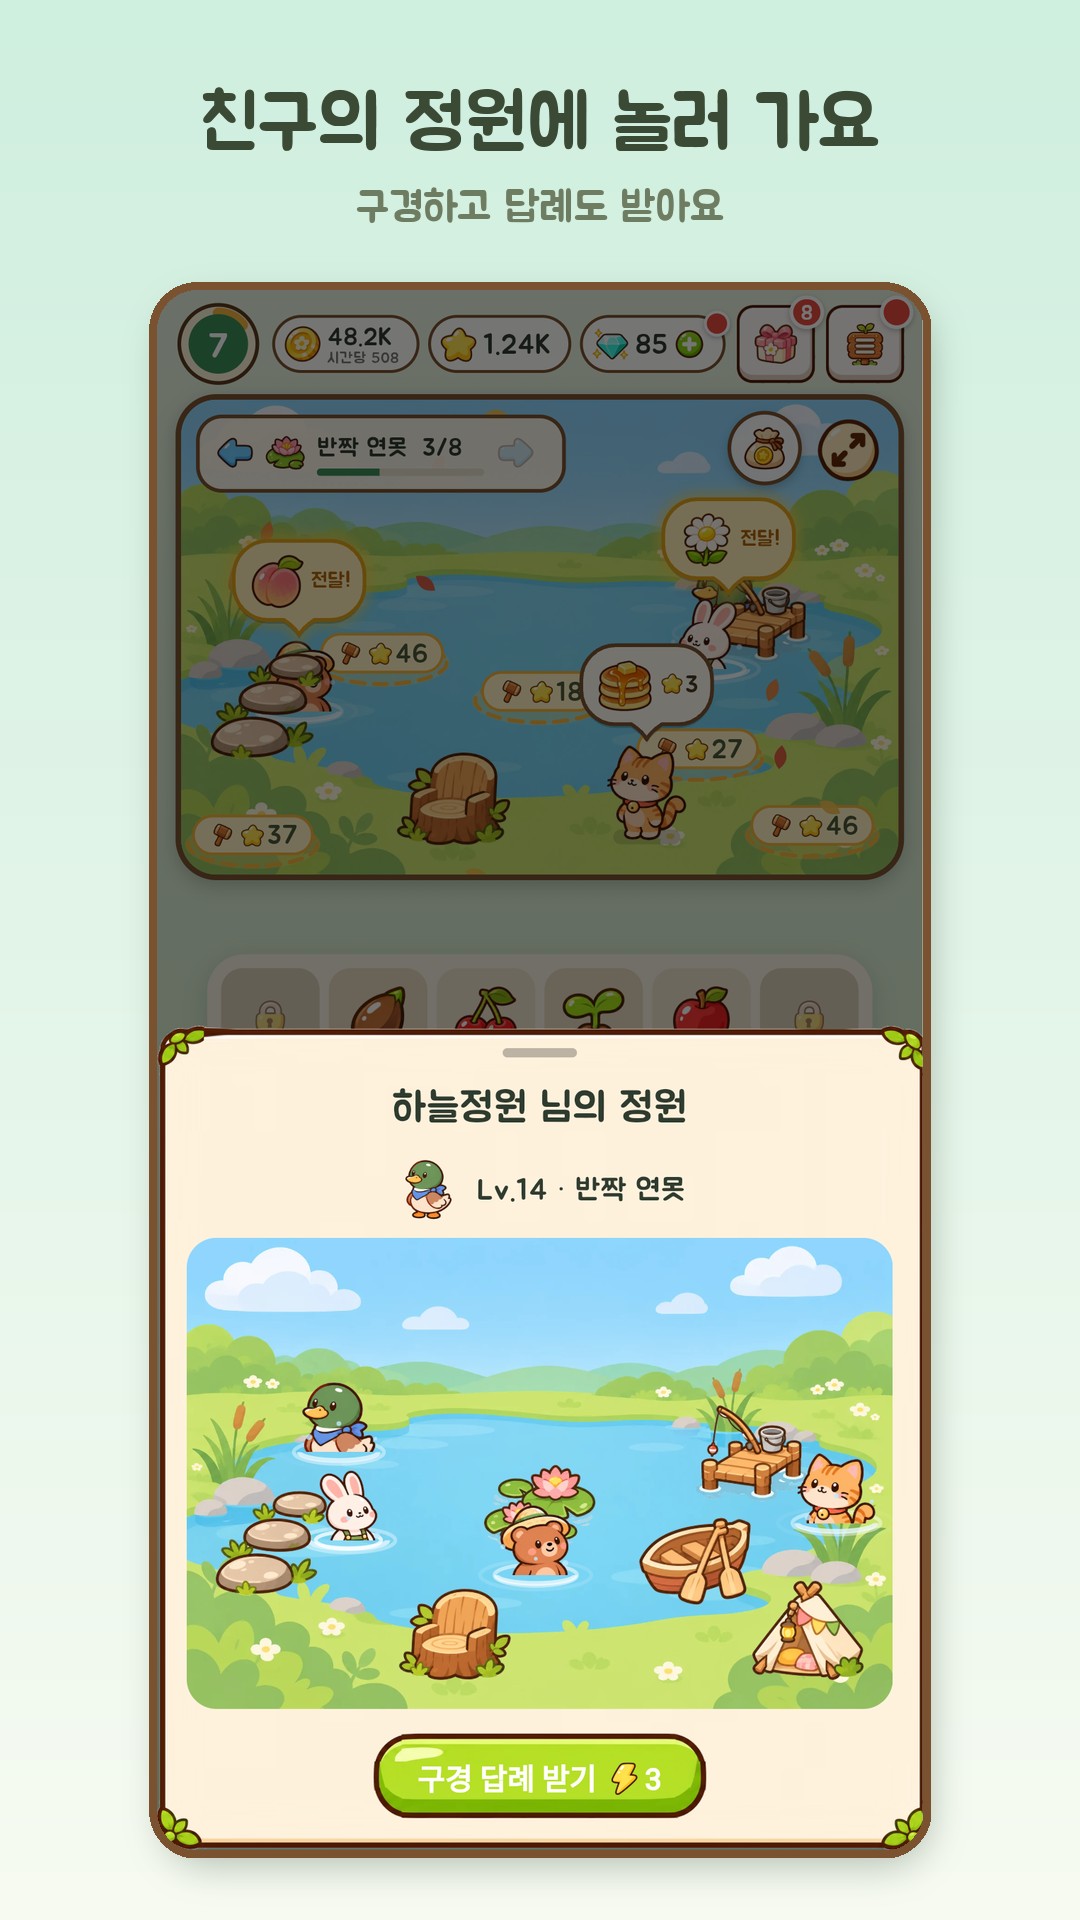 친구의 정원에 놀러 가요
구경하고 답례도 받아요
7
48.2K
시간당 508
1.24K
85
8
반짝 연못 3/8
전달!
전달!
46
18
3
27
37
46
하늘정원 님의 정원
Lv.14 · 반짝 연못
구경 답례 받기 3